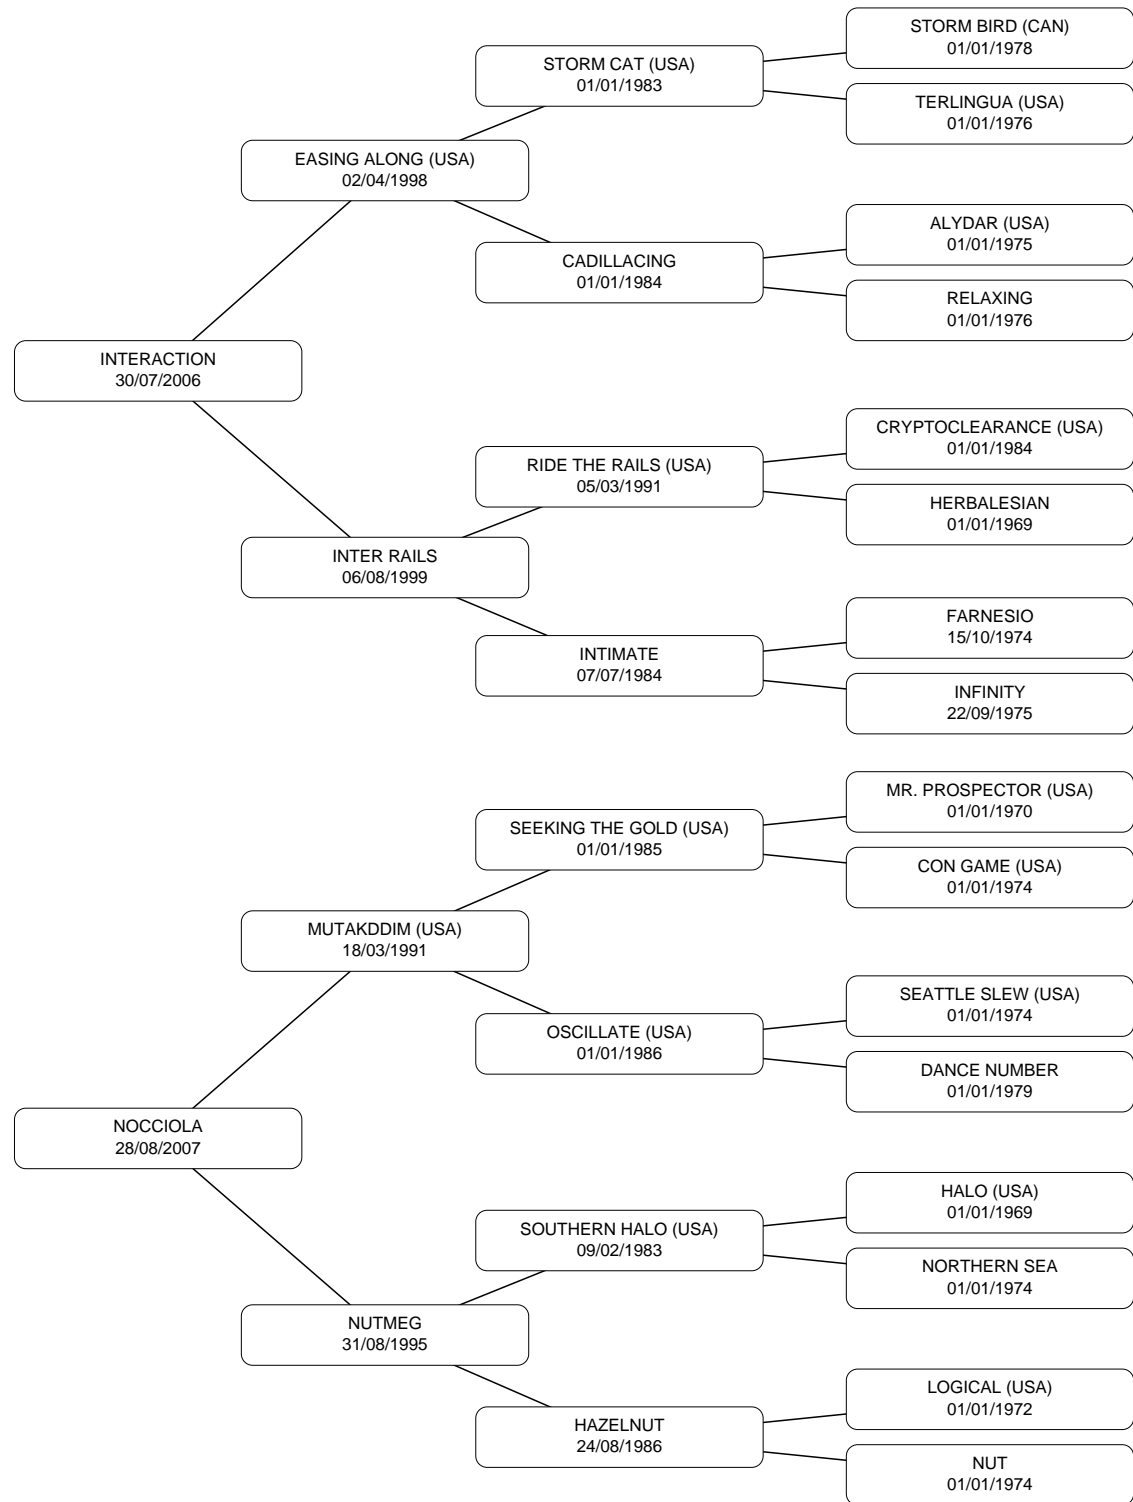 STORM BIRD (CAN)
01/01/1978
STORM CAT (USA)
01/01/1983
TERLINGUA (USA)
01/01/1976
EASING ALONG (USA)
02/04/1998
ALYDAR (USA)
01/01/1975
CADILLACING
01/01/1984
RELAXING
01/01/1976
INTERACTION
30/07/2006
CRYPTOCLEARANCE (USA)
01/01/1984
RIDE THE RAILS (USA)
05/03/1991
HERBALESIAN
01/01/1969
INTER RAILS
06/08/1999
FARNESIO
15/10/1974
INTIMATE
07/07/1984
INFINITY
22/09/1975
MR. PROSPECTOR (USA)
01/01/1970
SEEKING THE GOLD (USA)
01/01/1985
CON GAME (USA)
01/01/1974
MUTAKDDIM (USA)
18/03/1991
SEATTLE SLEW (USA)
01/01/1974
OSCILLATE (USA)
01/01/1986
DANCE NUMBER
01/01/1979
NOCCIOLA
28/08/2007
HALO (USA)
01/01/1969
SOUTHERN HALO (USA)
09/02/1983
NORTHERN SEA
01/01/1974
NUTMEG
31/08/1995
LOGICAL (USA)
01/01/1972
HAZELNUT
24/08/1986
NUT
01/01/1974